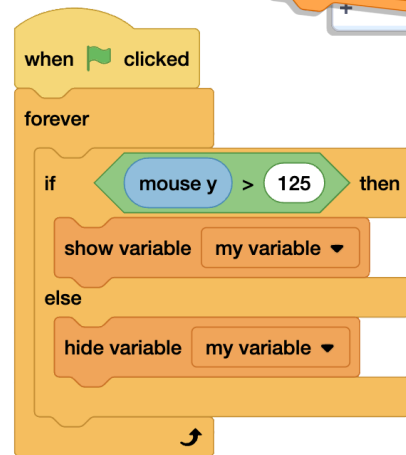 when clicked
forever
if mouse y > 125 then
show variable my variable
else
hide variable my variable
+